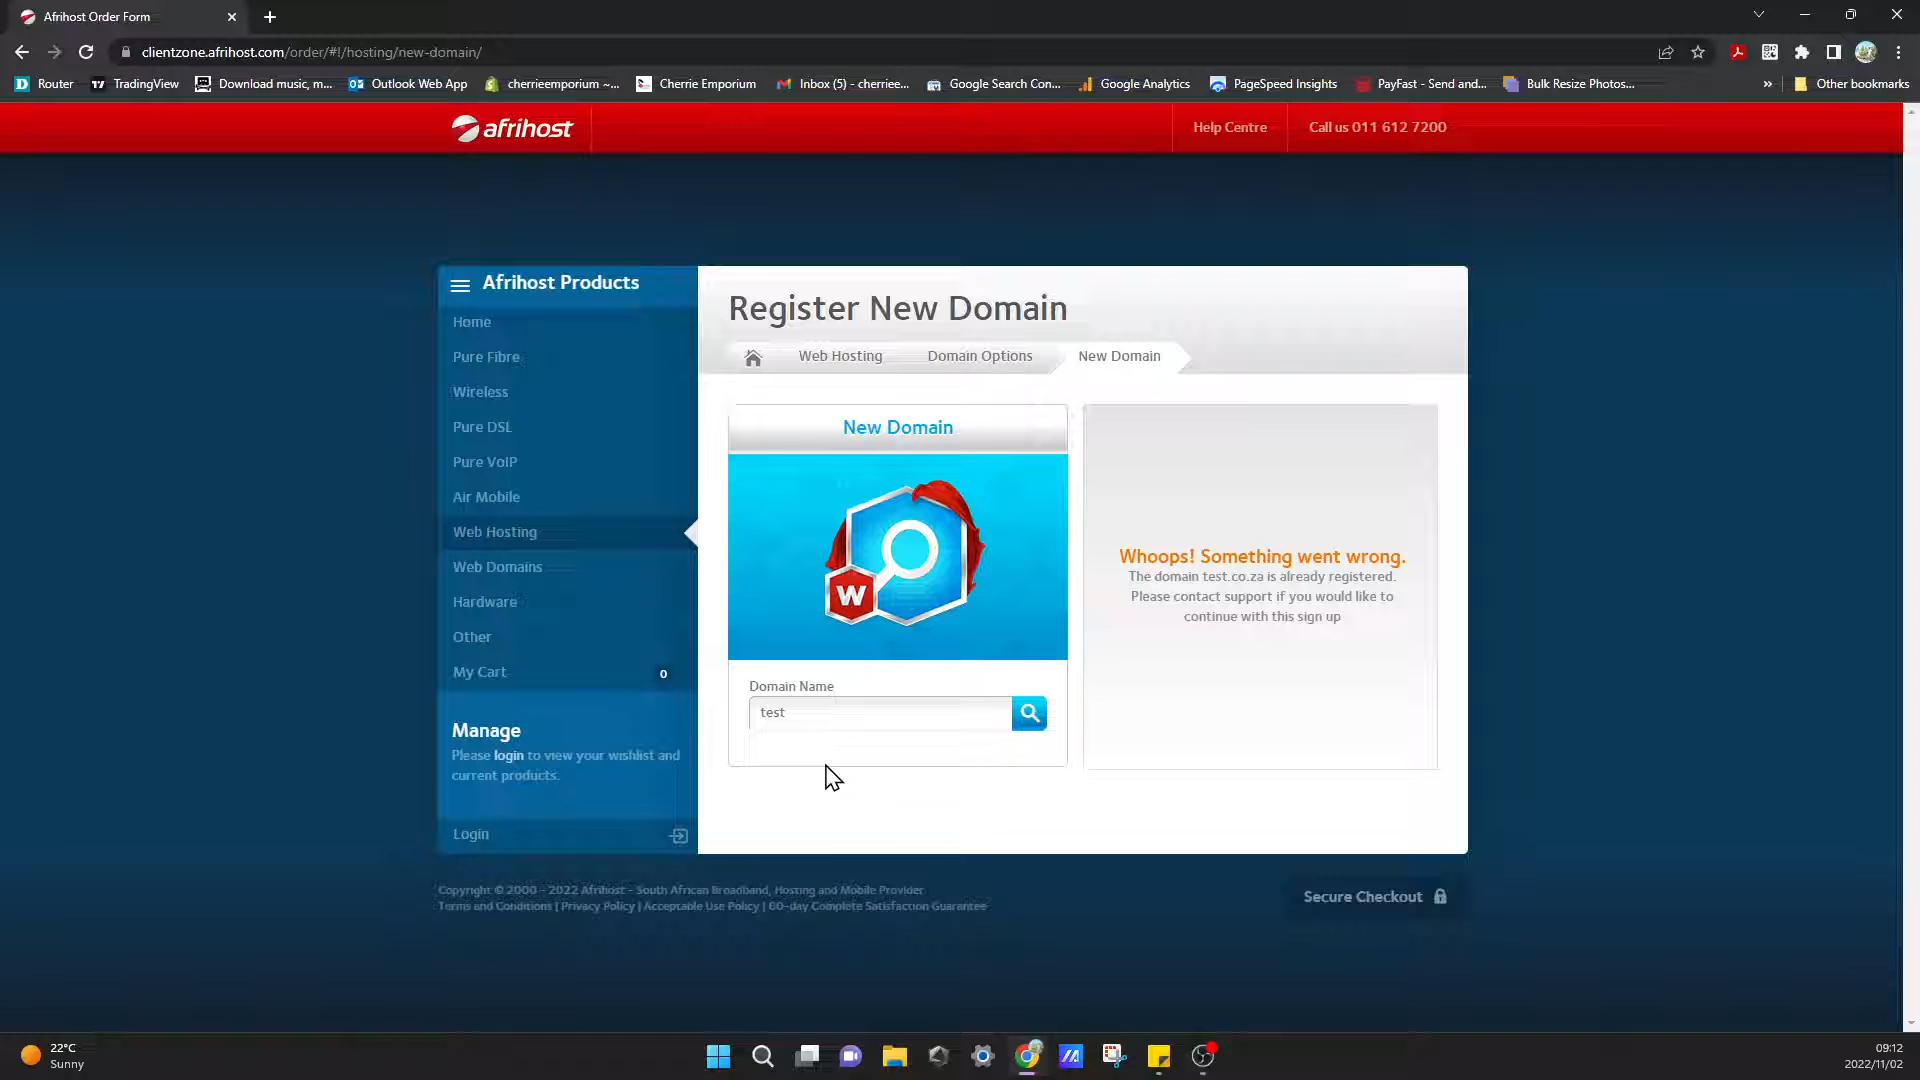 Afrihost Order Form
clientzone.afrihost.com/order/#!/hosting/new-domain/
Router
TradingView
Download music, m...
Outlook Web App
cherrieemporium ~...
Cherrie Emporium
Inbox (5) - cherriee...
Google Search Con...
Google Analytics
PageSpeed Insights
PayFast - Send and...
Bulk Resize Photos...
»
Other bookmarks
afrihost
Help Centre
Call us 011 612 7200
Afrihost Products
Home
Pure Fibre
Wireless
Pure DSL
Pure VoIP
Air Mobile
Web Hosting
Web Domains
Hardware
Other
My Cart 0
Manage
Please login to view your wishlist and
current products.
Login
Register New Domain
Web Hosting
Domain Options
New Domain
New Domain
W
Domain Name
test
Whoops! Something went wrong.
The domain test.co.za is already registered.
Please contact support if you would like to
continue with this sign up
Copyright © 2000 - 2022 Afrihost - South African Broadband, Hosting and Mobile Provider
Terms and Conditions | Privacy Policy | Acceptable Use Policy | 60-day Complete Satisfaction Guarantee
Secure Checkout
22°C
Sunny
09:12
2022/11/02